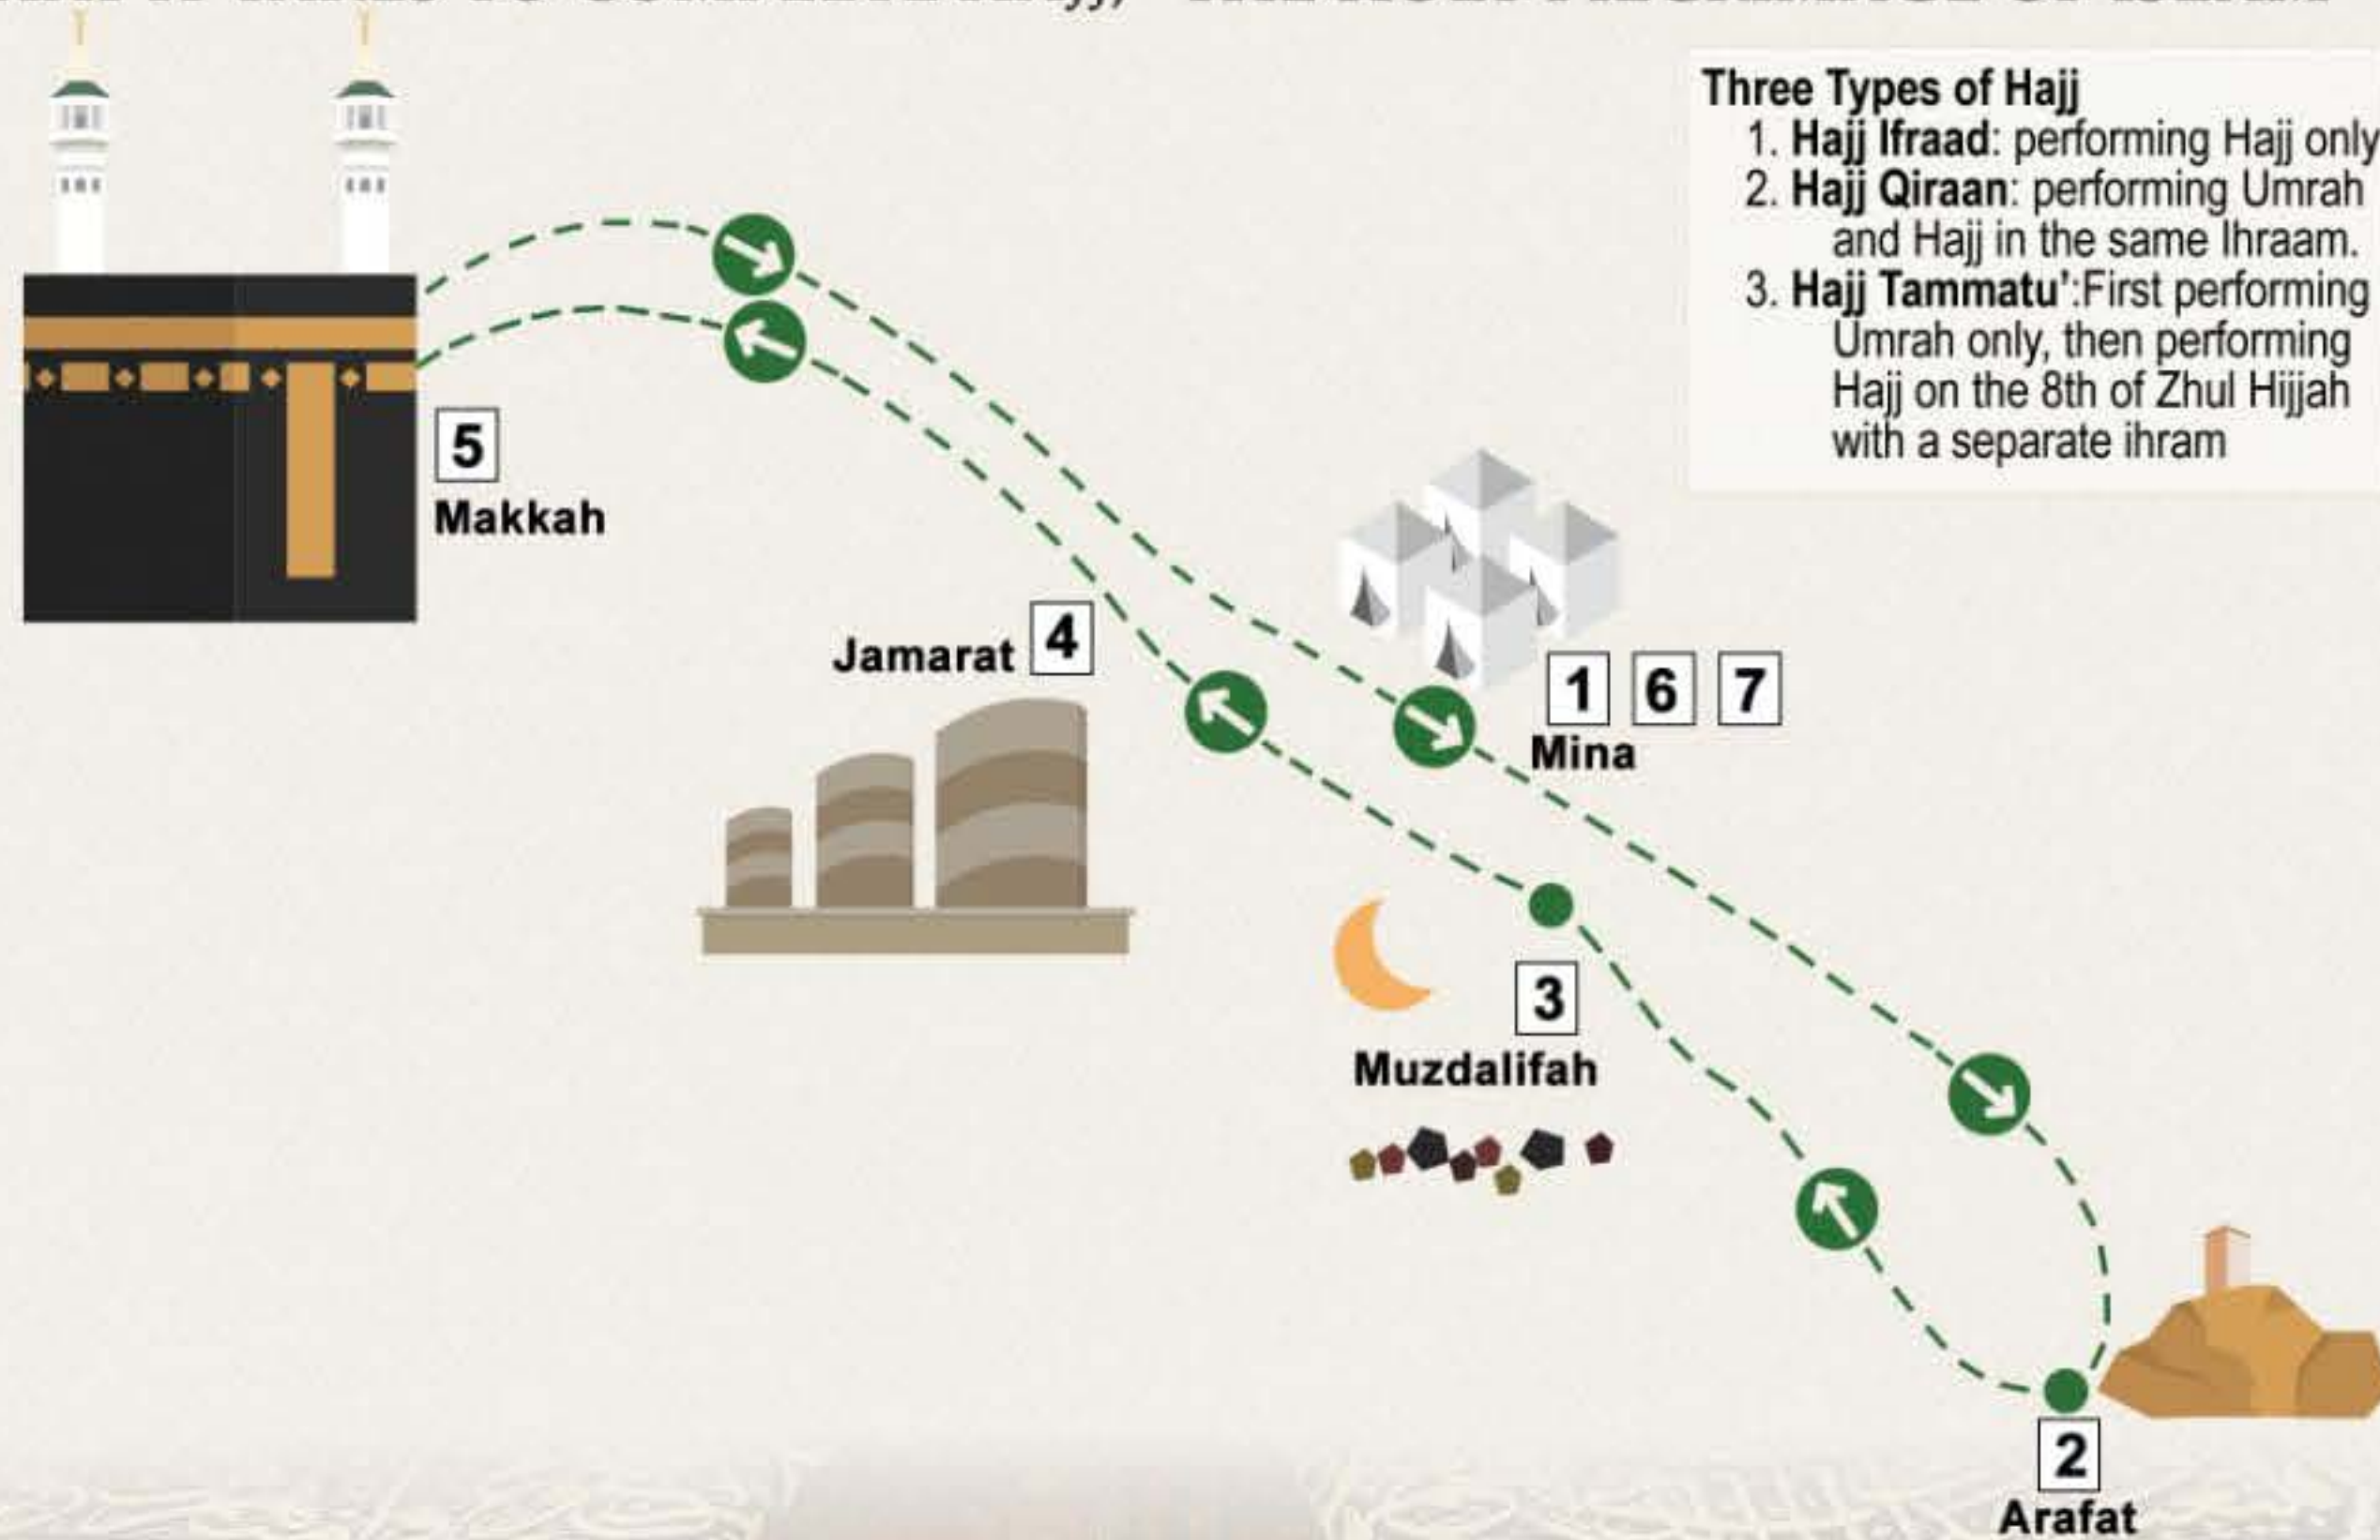 Three Types of Hajj
1. Hajj Ifraad: performing Hajj only
2. Hajj Qiraan: performing Umrah
and Hajj in the same Ihraam.
3. Hajj Tammatu':First performing
Umrah only, then performing
Hajj on the 8th of Zhul Hijjah
with a separate ihram
5
Makkah
Jamarat 4
1 6 7
Mina
3
Muzdalifah
2
Arafat